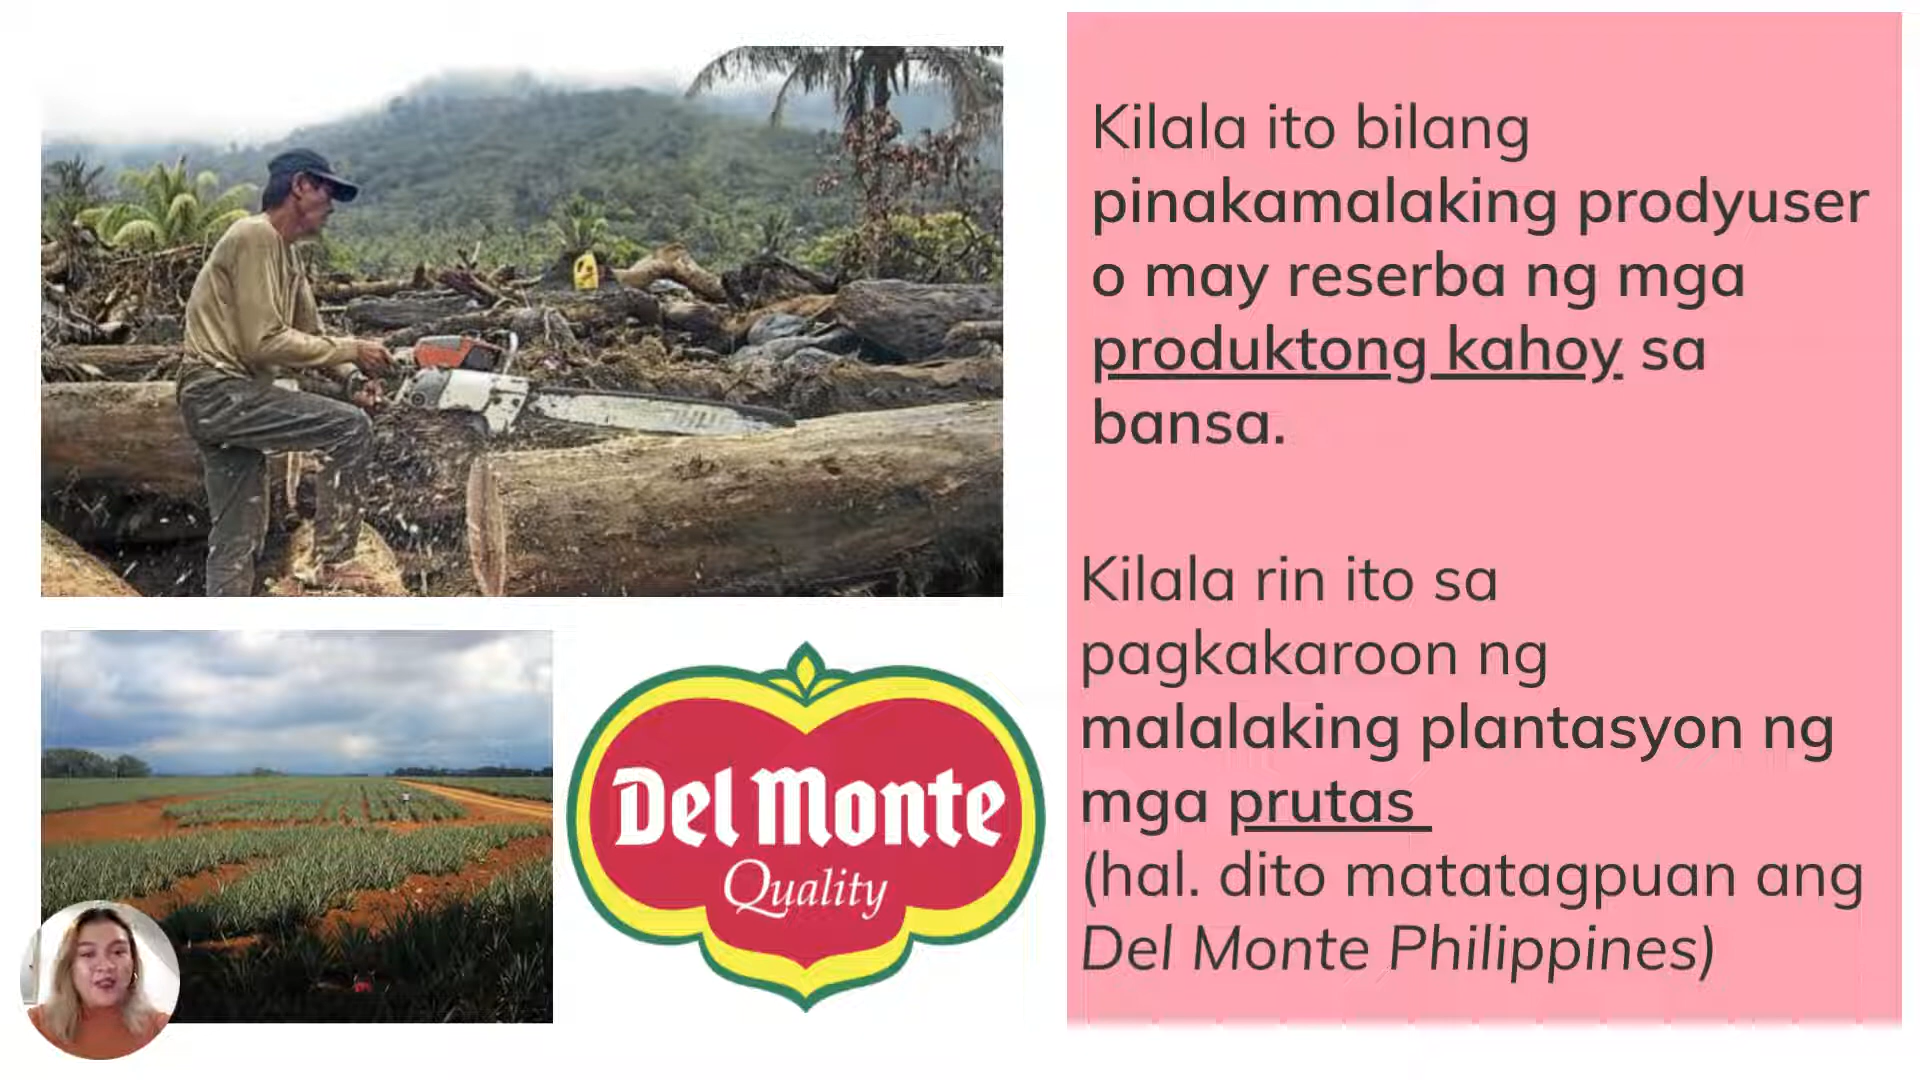 Kilala ito bilang
pinakamalaking prodyuser
o may reserba ng mga
produktong kahoy sa
bansa.
Kilala rin ito sa
pagkakaroon ng
malalaking plantasyon ng
mga prutas
(hal. dito matatagpuan ang
Del Monte Philippines)
Del Monte
Quality